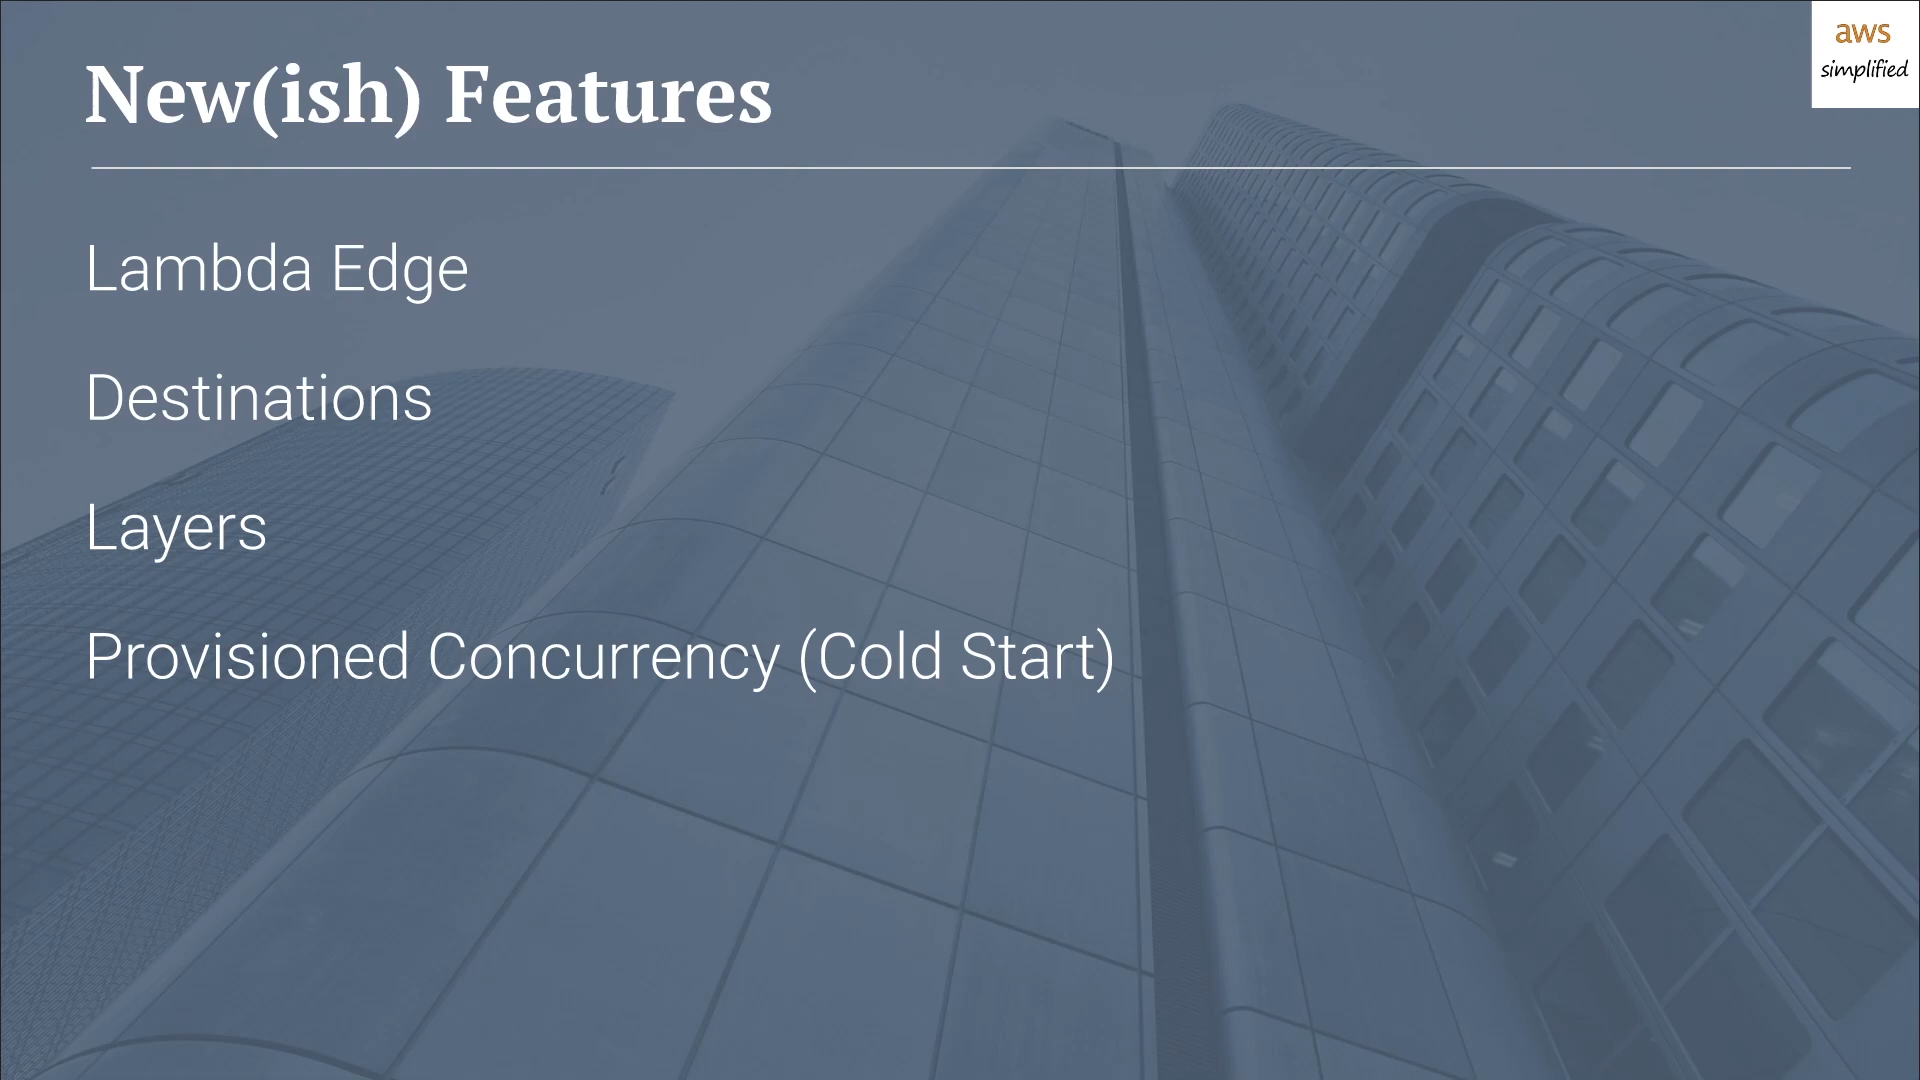 New(ish) Features
aws
simplified
Lambda Edge
Destinations
Layers
Provisioned Concurrency (Cold Start)